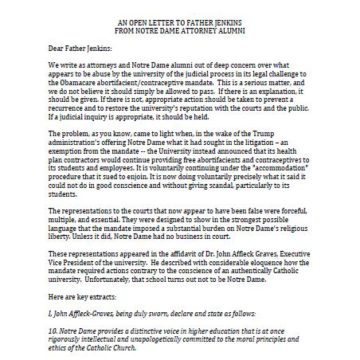 AN OPEN LETTER TO FATHER JENKINS
FROM NOTRE DAME ATTORNEY ALUMNI
Dear Father Jenkins:
We write as attorneys and Notre Dame alumni out of deep concern over what
appears to be abuse by the university of the judicial process in its legal challenge to
the Obamacare abortifacient/contraceptive mandate. This is a serious matter, and
we do not believe it should simply be allowed to pass. If there is an explanation, it
should be given. If there is not, appropriate action should be taken to prevent a
recurrence and to restore the university's reputation with the courts and the public.
If a judicial inquiry is appropriate, it should be held.
The problem, as you know, came to light when, in the wake of the Trump
administration's offering Notre Dame what it had sought in the litigation – an
exemption from the mandate -- the University instead announced that its health
plan contractors would continue providing free abortifacients and contraceptives to
its students and employees. It is voluntarily continuing under the "accommodation"
procedure that it sued to enjoin. It is now doing voluntarily precisely what it said it
could not do in good conscience and without giving scandal, particularly to its
students.
The representations to the courts that now appear to have been false were forceful,
multiple, and essential. They were designed to show in the strongest possible
language that the mandate imposed a substantial burden on Notre Dame's religious
liberty. Unless it did, Notre Dame had no business in court.
These representations appeared in the affidavit of Dr. John Affleck Graves, Executive
Vice President of the university. He described with considerable eloquence how the
mandate required actions contrary to the conscience of an authentically Catholic
university. Unfortunately, that school turns out not to be Notre Dame.
Here are key extracts:
I, John Affleck-Graves, being duly sworn, declare and state as follows:
10. Notre Dame provides a distinctive voice in higher education that is at once
rigorously intellectual and unapologetically committed to the moral principles and
ethics of the Catholic Church.